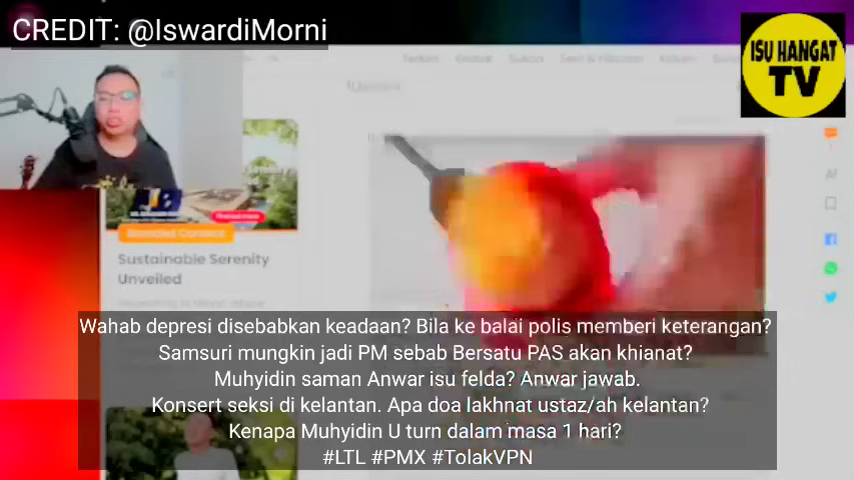 CREDIT: @IswardiMorni
ISU HANGAT
TV
Branded Content
Sustainable Serenity
Unveiled
Wahab depresi disebabkan keadaan? Bila ke balai polis memberi keterangan?
Samsuri mungkin jadi PM sebab Bersatu PAS akan khianat?
Muhyidin saman Anwar isu felda? Anwar jawab.
Konsert seksi di kelantan. Apa doa lakhnat ustaz/ah kelantan?
Kenapa Muhyidin U turn dalam masa 1 hari?
#LTL #PMX #TolakVPN